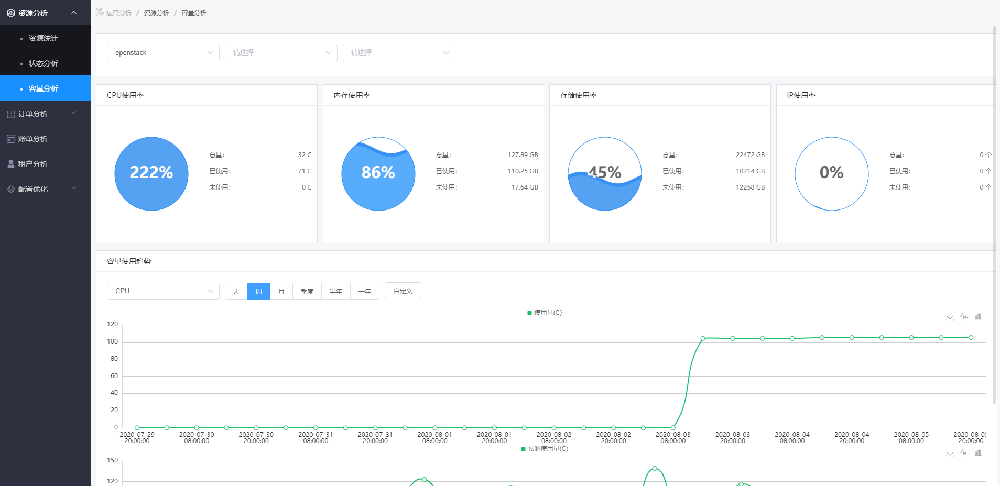 资源分析
资源统计
状态分析
容量分析
订单分析
账单分析
租户分析
配置优化
运营分析 / 资源分析 / 容量分析
openstack 请选择 请选择
CPU使用率
222%
总量: 32 C
已使用: 71 C
未使用: 0 C
内存使用率
86%
总量: 127.89 GB
已使用: 110.25 GB
未使用: 17.64 GB
存储使用率
45%
总量: 22472 GB
已使用: 10214 GB
未使用: 12258 GB
IP使用率
0%
总量: 0 个
已使用: 0 个
未使用: 0 个
容量使用趋势
CPU 天 周 月 季度 半年 一年 自定义
使用量(C)
120
100
80
60
40
20
0
2020-07-29 2020-07-30 2020-07-30 2020-07-31 2020-07-31 2020-08-01 2020-08-01 2020-08-02 2020-08-02 2020-08-03 2020-08-03 2020-08-04 2020-08-04 2020-08-05 2020-08-05
20:00:00 08:00:00 20:00:00 08:00:00 20:00:00 08:00:00 20:00:00 08:00:00 20:00:00 08:00:00 20:00:00 08:00:00 20:00:00 08:00:00 20:00:00
预测使用量(C)
150
120